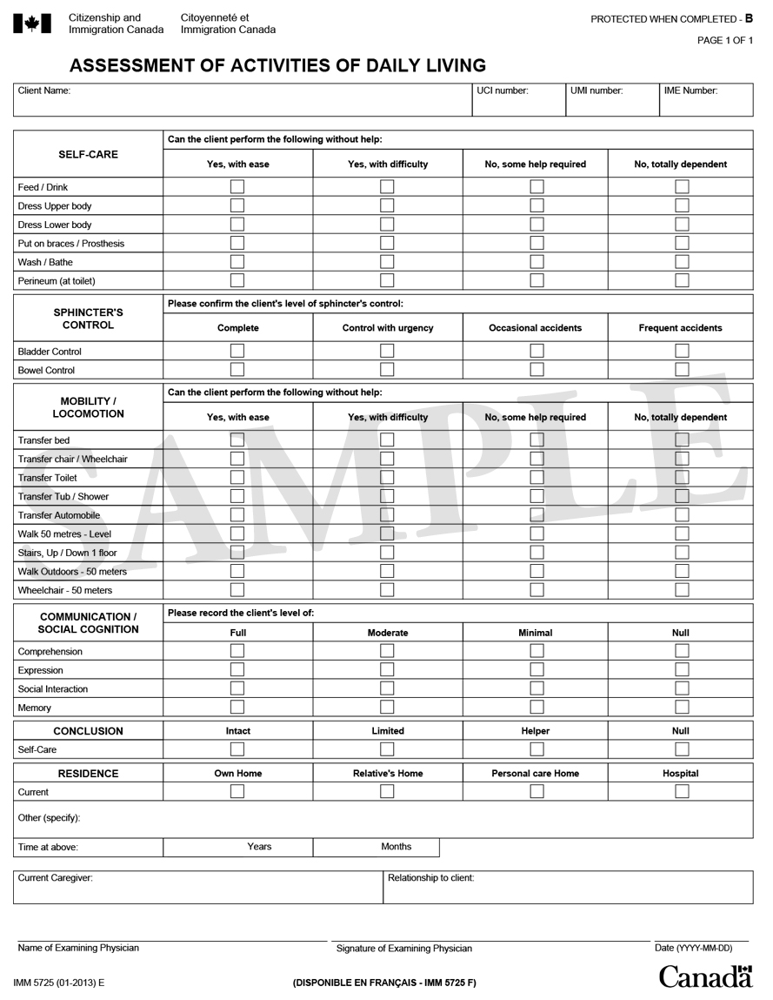 Citizenship and Immigration Canada
Citoyenneté et Immigration Canada
PROTECTED WHEN COMPLETED - B
PAGE 1 OF 1
ASSESSMENT OF ACTIVITIES OF DAILY LIVING
Client Name: UCI number: UMI number: IME Number:
SELF-CARE
Can the client perform the following without help:
Yes, with ease Yes, with difficulty No, some help required No, totally dependent
Feed / Drink
Dress Upper body
Dress Lower body
Put on braces / Prosthesis
Wash / Bathe
Perineum (at toilet)
SPHINCTER'S CONTROL
Please confirm the client's level of sphincter's control:
Complete Control with urgency Occasional accidents Frequent accidents
Bladder Control
Bowel Control
MOBILITY / LOCOMOTION
Can the client perform the following without help:
Yes, with ease Yes, with difficulty No, some help required No, totally dependent
Transfer bed
Transfer chair / Wheelchair
Transfer Toilet
Transfer Tub / Shower
Transfer Automobile
Walk 50 metres - Level
Stairs, Up / Down 1 floor
Walk Outdoors - 50 meters
Wheelchair - 50 meters
SAMPLE
COMMUNICATION / SOCIAL COGNITION
Please record the client's level of:
Full Moderate Minimal Null
Comprehension
Expression
Social Interaction
Memory
CONCLUSION Intact Limited Helper Null
Self-Care
RESIDENCE Own Home Relative's Home Personal care Home Hospital
Current
Other (specify):
Time at above: Years Months
Current Caregiver: Relationship to client:
Name of Examining Physician Signature of Examining Physician Date (YYYY-MM-DD)
IMM 5725 (01-2013) E (DISPONIBLE EN FRANÇAIS - IMM 5725 F) Canada